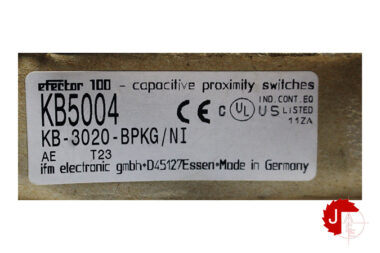 efector 100 - capacitive proximity switches
KB5004
CE
C UL US
IND. CONT. EQ
LISTED
11ZA
KB-3020-BPKG/NI
AE T23
ifm electronic gmbh•D45127Essen•Made in Germany
J